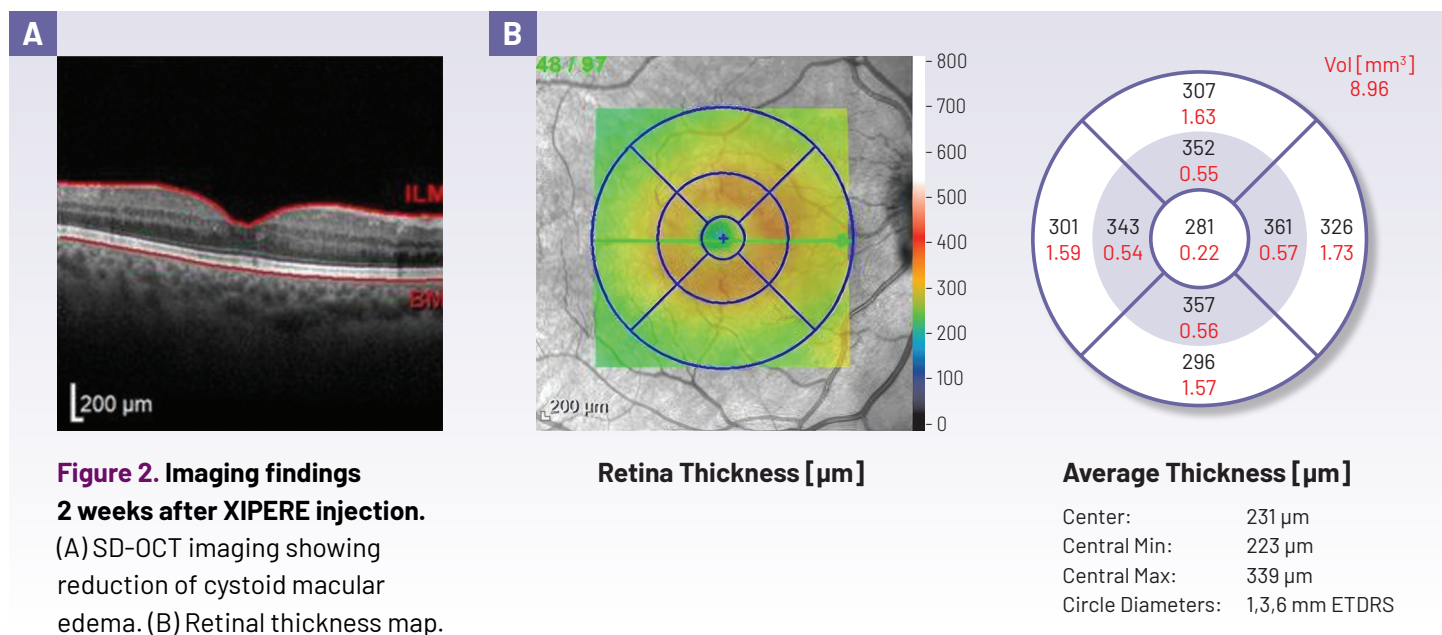 A
B
ILM
BM
200 µm
48 / 97
200 µm
800
700
600
500
400
300
200
100
0
Vol [mm³]
8.96
307
1.63
352
0.55
301
1.59
343
0.54
281
0.22
361
0.57
326
1.73
357
0.56
296
1.57
Figure 2. Imaging findings
2 weeks after XIPERE injection.
(A) SD-OCT imaging showing
reduction of cystoid macular
edema. (B) Retinal thickness map.
Retina Thickness [µm]
Average Thickness [µm]
Center: 231 µm
Central Min: 223 µm
Central Max: 339 µm
Circle Diameters: 1,3,6 mm ETDRS